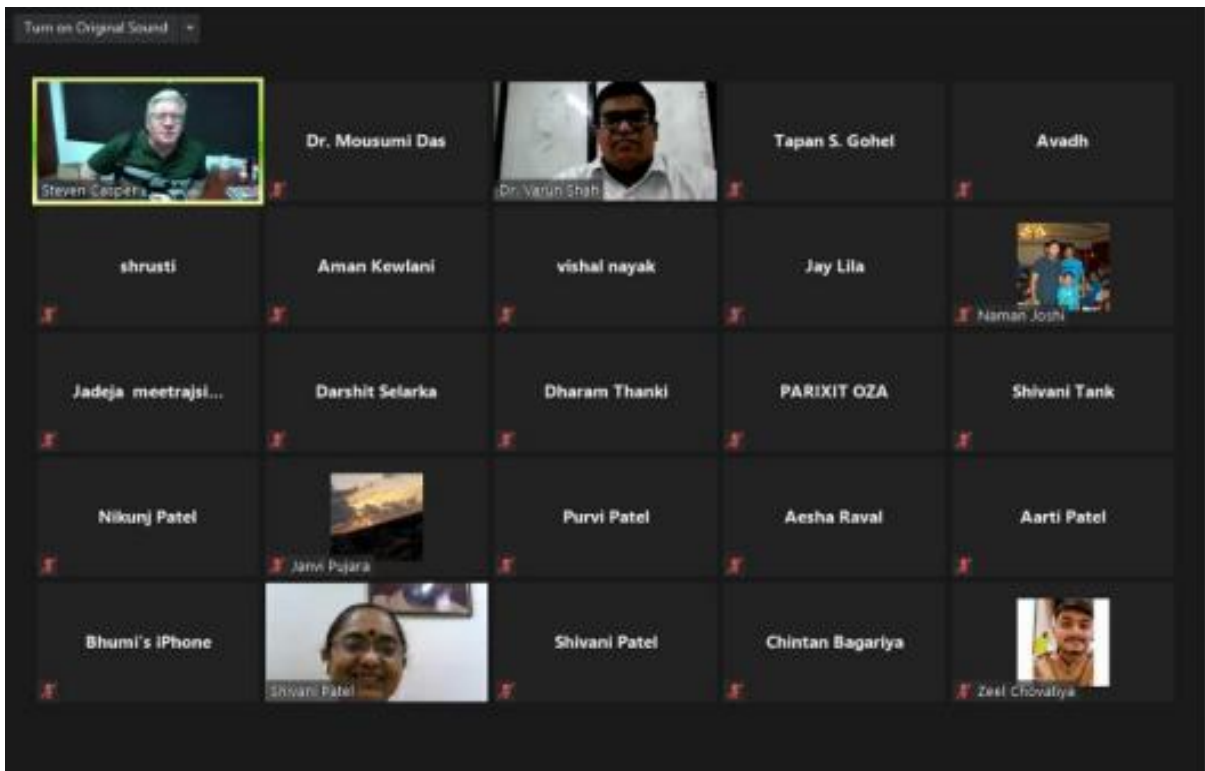 Turn on Original Sound
Steven Casper
Dr. Mousumi Das
Dr. Varun Shah
Tapan S. Gohel
Avadh
shrusti
Aman Kewlani
vishal nayak
Jay Lila
Naman Joshi
Jadeja meetrajsi...
Darshit Selarka
Dharam Thanki
PARIXIT OZA
Shivani Tank
Nikunj Patel
Janvi Pujara
Purvi Patel
Aesha Raval
Aarti Patel
Bhumi's iPhone
Shivani Patel
Shivani Patel
Chintan Bagariya
Zeel Chovatiya